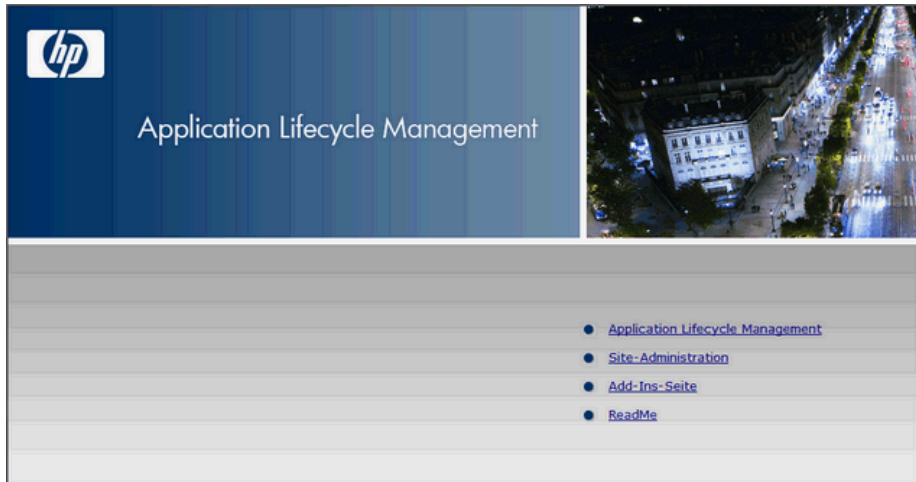 hp
Application Lifecycle Management
Application Lifecycle Management
Site-Administration
Add-Ins-Seite
ReadMe